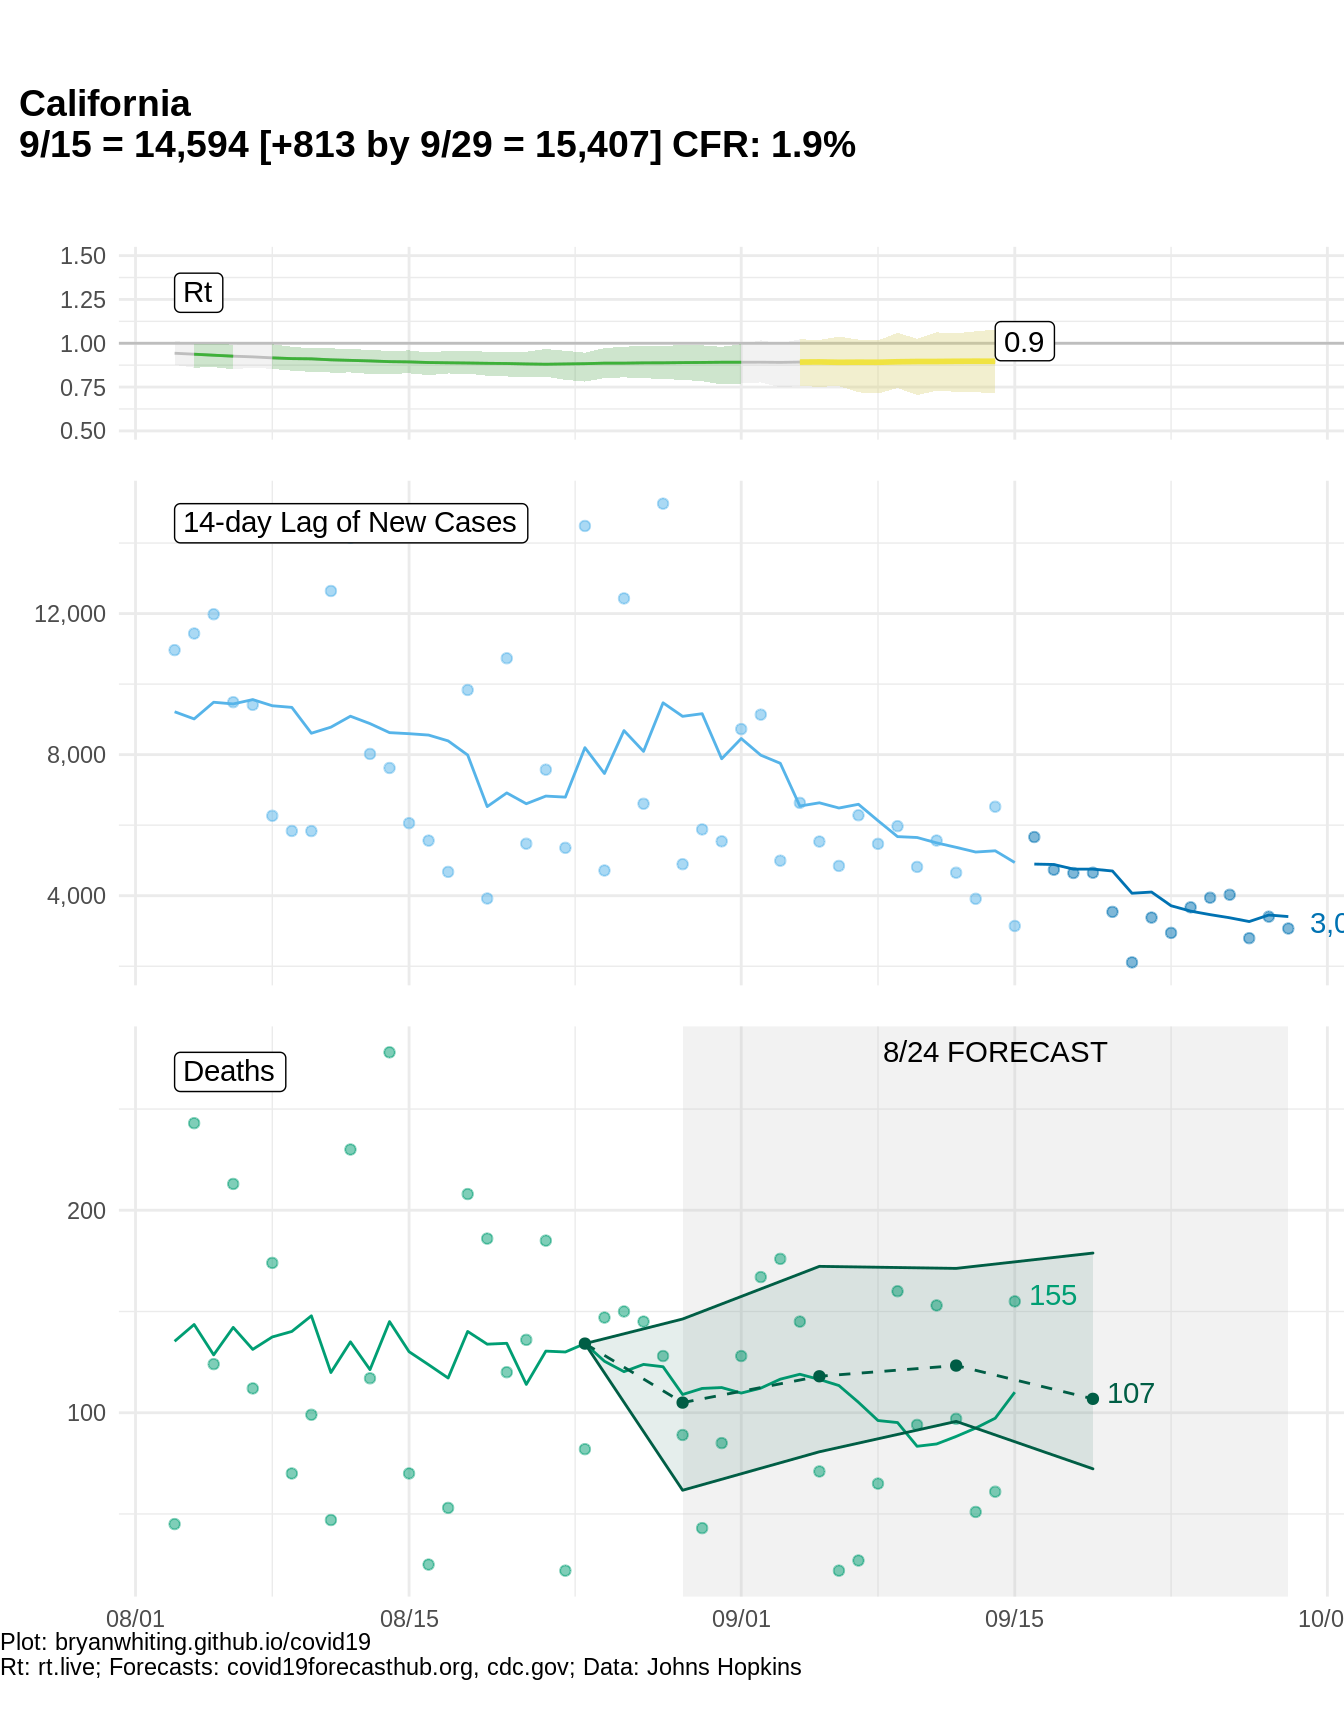 California
9/15 = 14,594 [+813 by 9/29 = 15,407] CFR: 1.9%
1.50
1.25
1.00
0.75
0.50
Rt
0.9
14-day Lag of New Cases
12,000
8,000
4,000
3,0
Deaths
8/24 FORECAST
200
100
155
107
08/01 08/15 09/01 09/15 10/0
Plot: bryanwhiting.github.io/covid19
Rt: rt.live; Forecasts: covid19forecasthub.org, cdc.gov; Data: Johns Hopkins